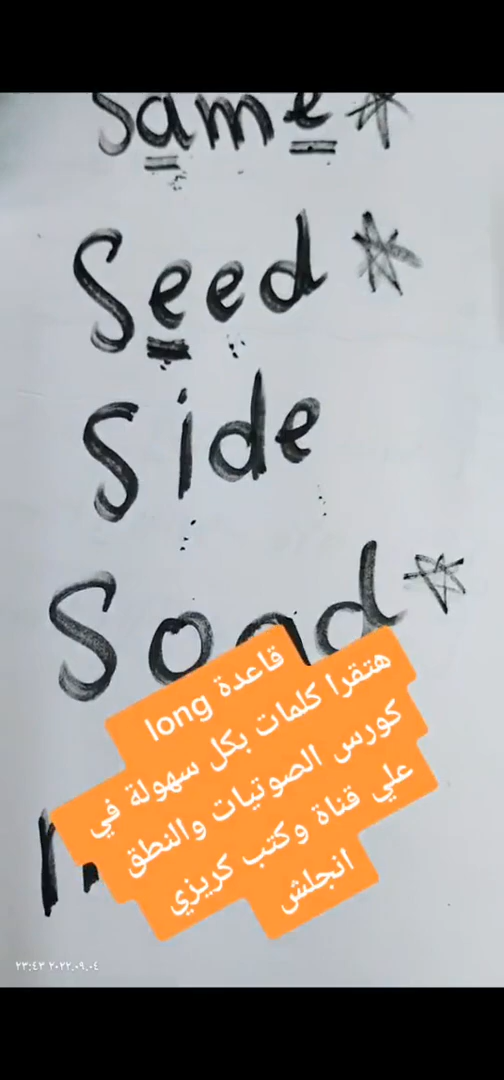 Same *
Seed *
Side
Soad *
قاعدة long
هتقرا كلمات بكل سهولة في
كورس الصوتيات والنطق
علي قناة وكتب كريزي
انجلش
٢٣:٤٣ ٢٠٢٢.٠٩.٠٤